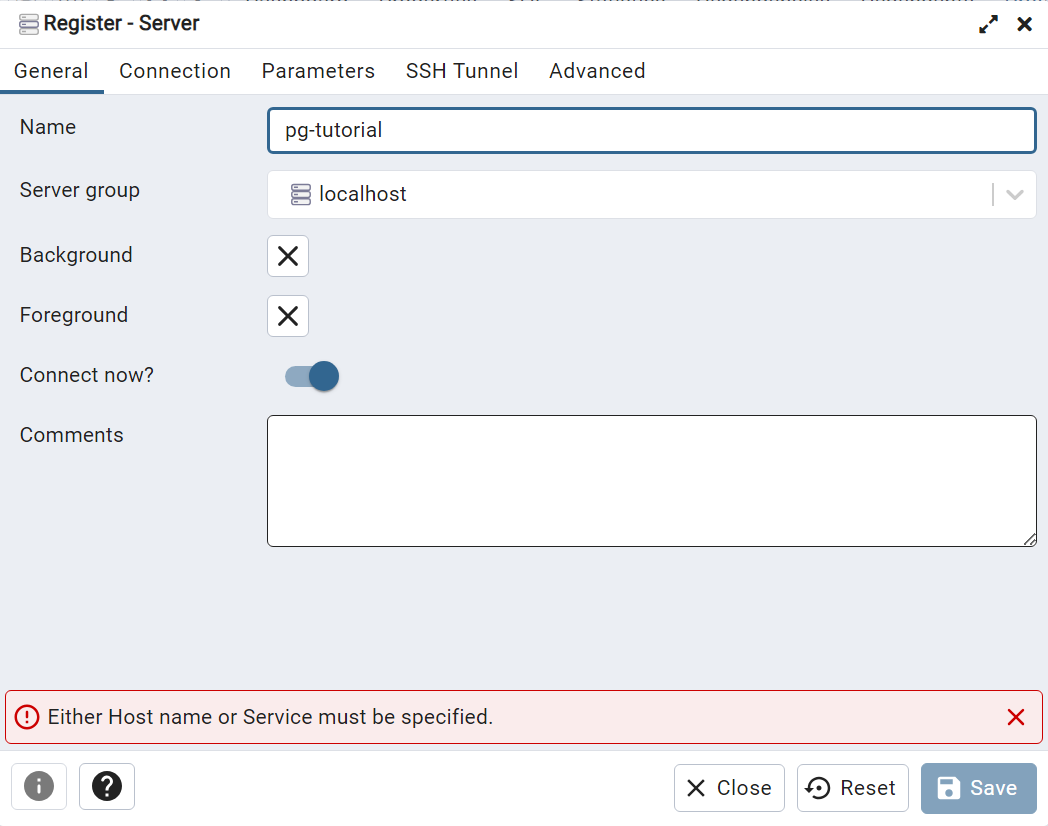 Register - Server
General Connection Parameters SSH Tunnel Advanced
Name pg-tutorial
Server group localhost
Background
Foreground
Connect now?
Comments
Either Host name or Service must be specified.
Close Reset Save